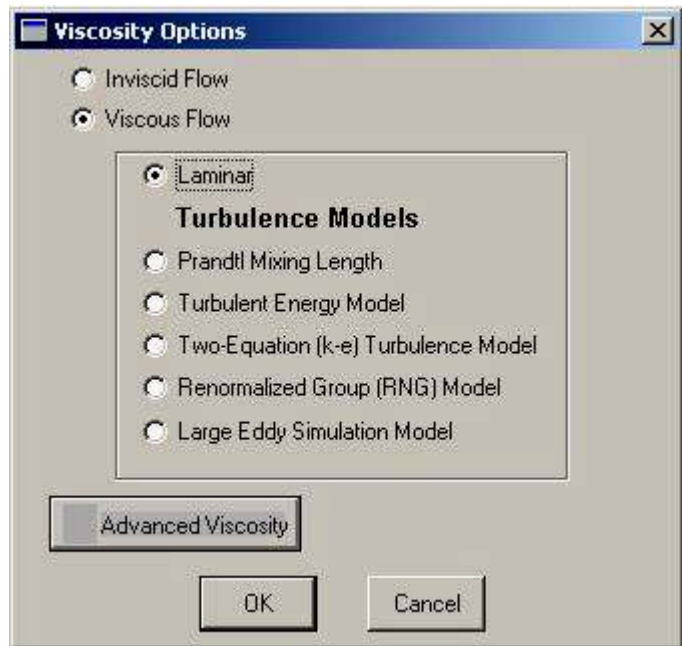 Viscosity Options
Inviscid Flow
Viscous Flow
Laminar
Turbulence Models
Prandtl Mixing Length
Turbulent Energy Model
Two-Equation (k-e) Turbulence Model
Renormalized Group (RNG) Model
Large Eddy Simulation Model
Advanced Viscosity
OK Cancel